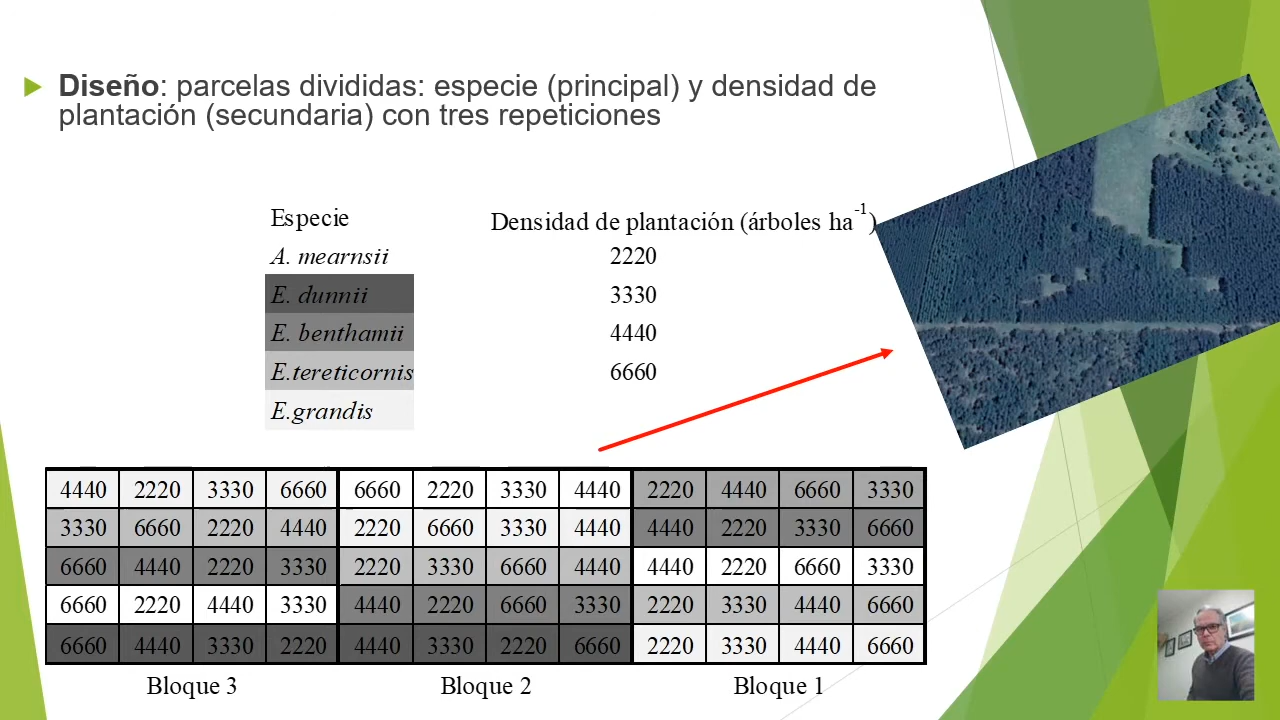 Diseño: parcelas divididas: especie (principal) y densidad de
plantación (secundaria) con tres repeticiones
Especie Densidad de plantación (árboles ha-1)
A. mearnsii 2220
E. dunnii 3330
E. benthamii 4440
E.tereticornis 6660
E.grandis
4440 2220 3330 6660 6660 2220 3330 4440 2220 4440 6660 3330
3330 6660 2220 4440 2220 6660 3330 4440 4440 2220 3330 6660
6660 4440 2220 3330 2220 3330 6660 4440 4440 2220 6660 3330
6660 2220 4440 3330 4440 2220 6660 3330 2220 3330 4440 6660
6660 4440 3330 2220 4440 3330 2220 6660 2220 3330 4440 6660
Bloque 3 Bloque 2 Bloque 1